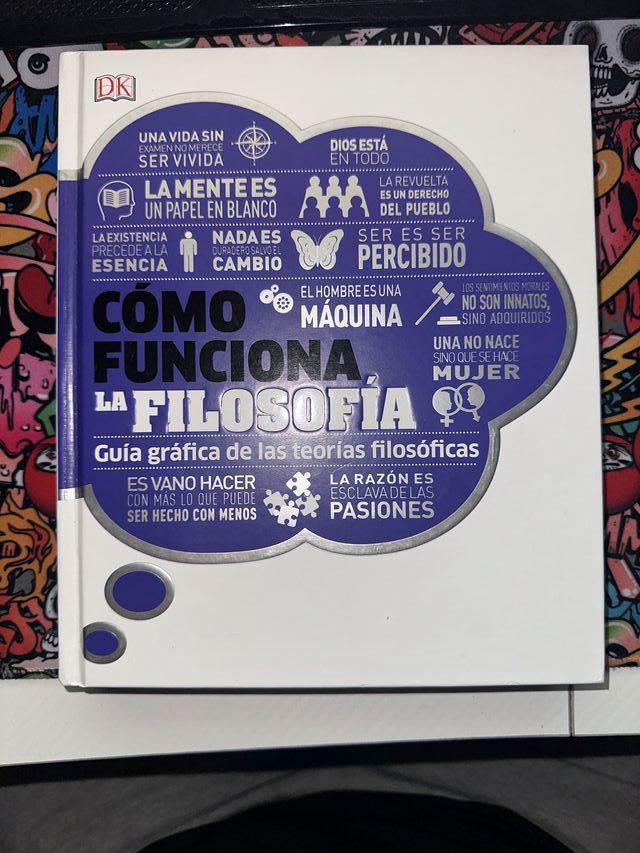 DK
UNA VIDA SIN
EXAMEN NO MERECE
SER VIVIDA
DIOS ESTÁ
EN TODO
LA MENTE ES
UN PAPEL EN BLANCO
LA REVUELTA
ES UN DERECHO
DEL PUEBLO
LA EXISTENCIA
PRECEDE A LA
ESENCIA
NADA ES
DURADERO SALVO EL
CAMBIO
SER ES SER
PERCIBIDO
EL HOMBRE ES UNA
MÁQUINA
LOS SENTIMIENTOS MORALES
NO SON INNATOS,
SINO ADQUIRIDOS
CÓMO
FUNCIONA
LA FILOSOFÍA
UNA NO NACE
SINO QUE SE HACE
MUJER
Guía gráfica de las teorías filosóficas
ES VANO HACER
CON MÁS LO QUE PUEDE
SER HECHO CON MENOS
LA RAZÓN ES
ESCLAVA DE LAS
PASIONES